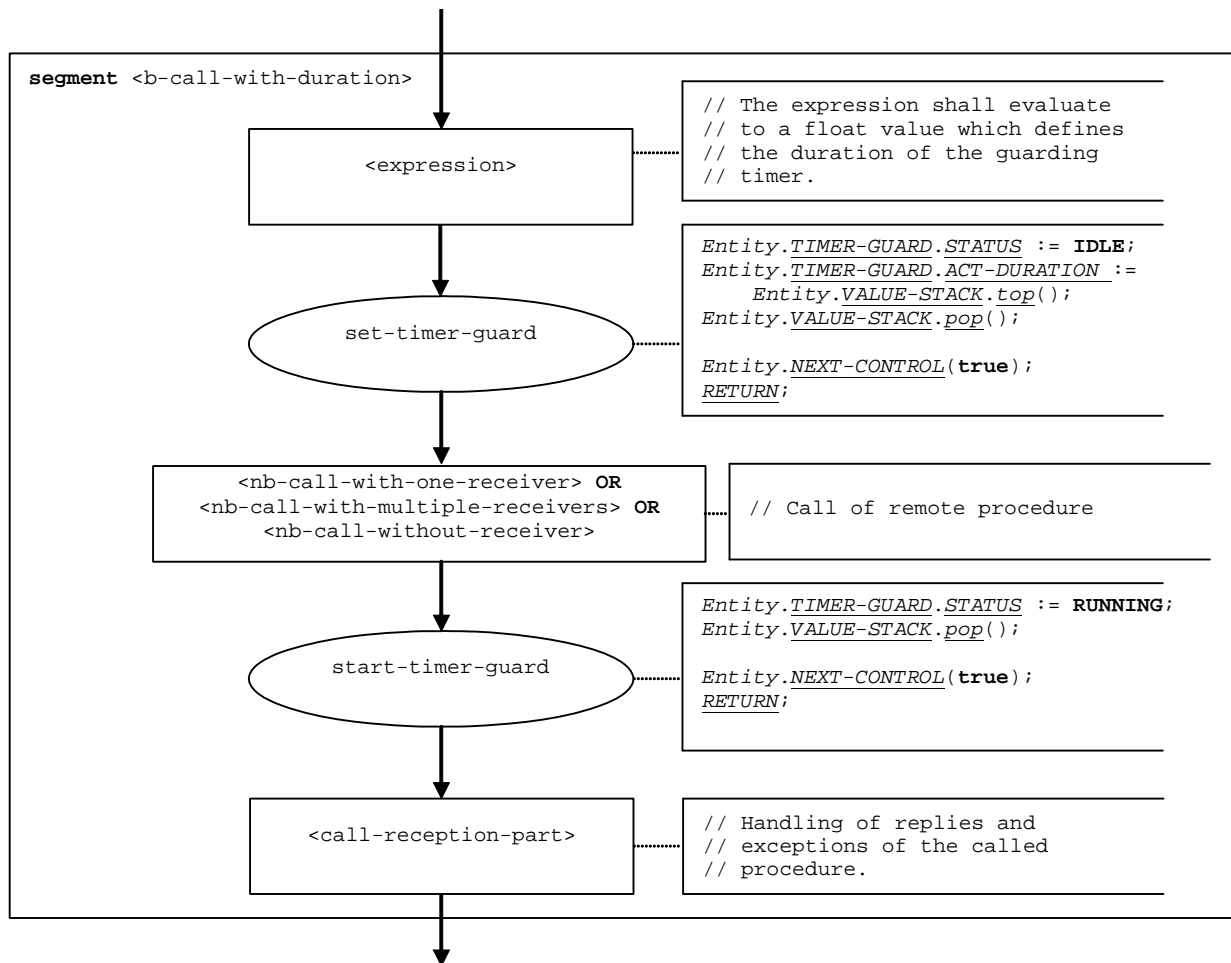 segment <b-call-with-duration>
<expression>
// The expression shall evaluate
// to a float value which defines
// the duration of the guarding
// timer.
set-timer-guard
Entity.TIMER-GUARD.STATUS := IDLE;
Entity.TIMER-GUARD.ACT-DURATION :=
Entity.VALUE-STACK.top();
Entity.VALUE-STACK.pop();
Entity.NEXT-CONTROL(true);
RETURN;
<nb-call-with-one-receiver> OR
<nb-call-with-multiple-receivers> OR
<nb-call-without-receiver>
// Call of remote procedure
start-timer-guard
Entity.TIMER-GUARD.STATUS := RUNNING;
Entity.VALUE-STACK.pop();
Entity.NEXT-CONTROL(true);
RETURN;
<call-reception-part>
// Handling of replies and
// exceptions of the called
// procedure.